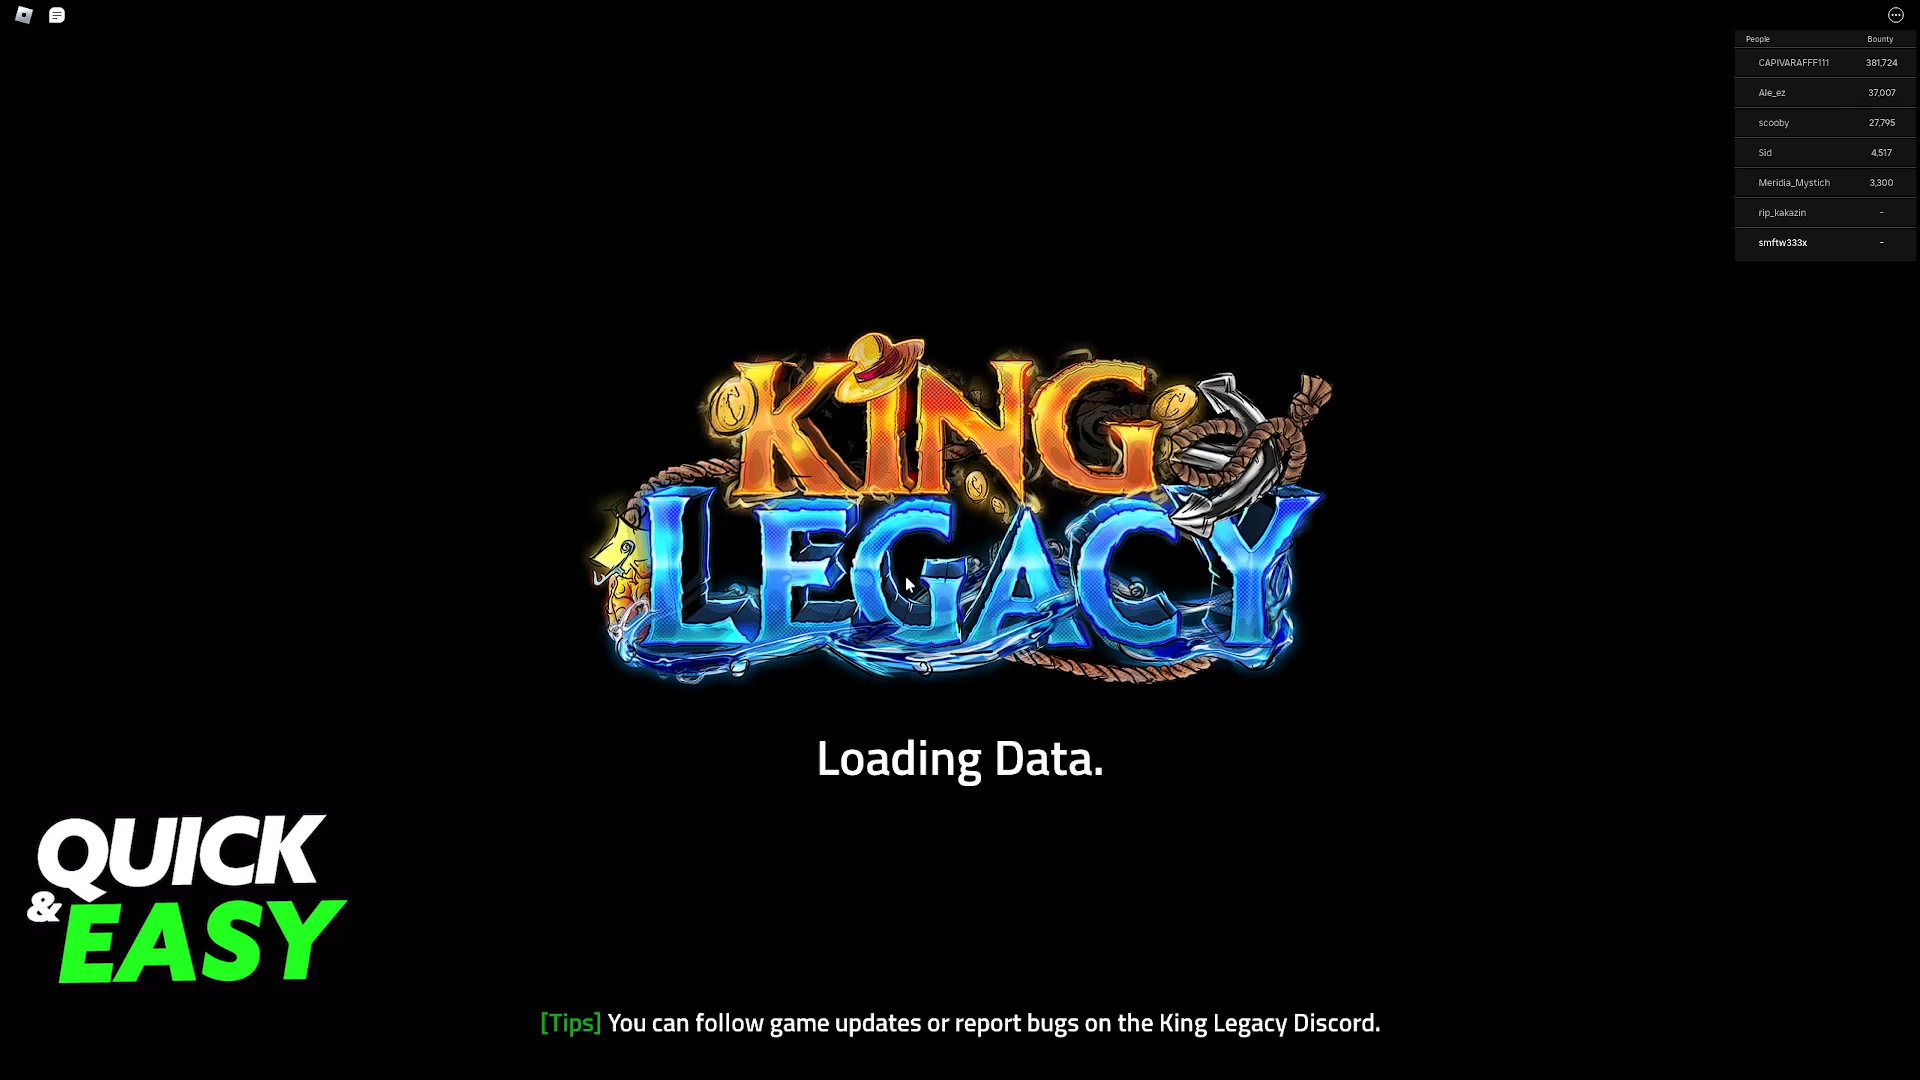 People Bounty
CAPIVARAFFF111 381,724
Ale_ez 37,007
scooby 27,795
Sid 4,517
Meridia_Mystich 3,300
rip_kakazin -
smftw333x -
KING
LEGACY
Loading Data.
QUICK
& EASY
[Tips] You can follow game updates or report bugs on the King Legacy Discord.